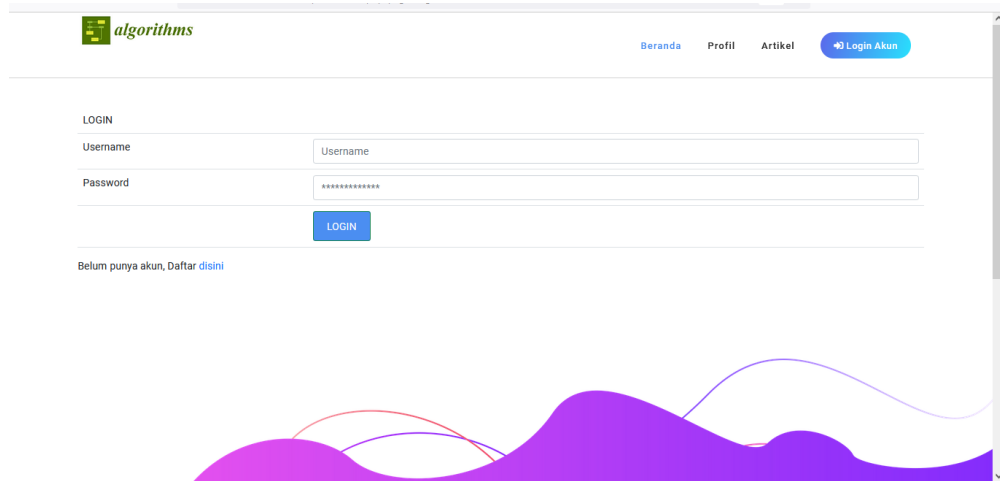 algorithms
Beranda Profil Artikel Login Akun
LOGIN
Username Username
Password *************
LOGIN
Belum punya akun, Daftar disini